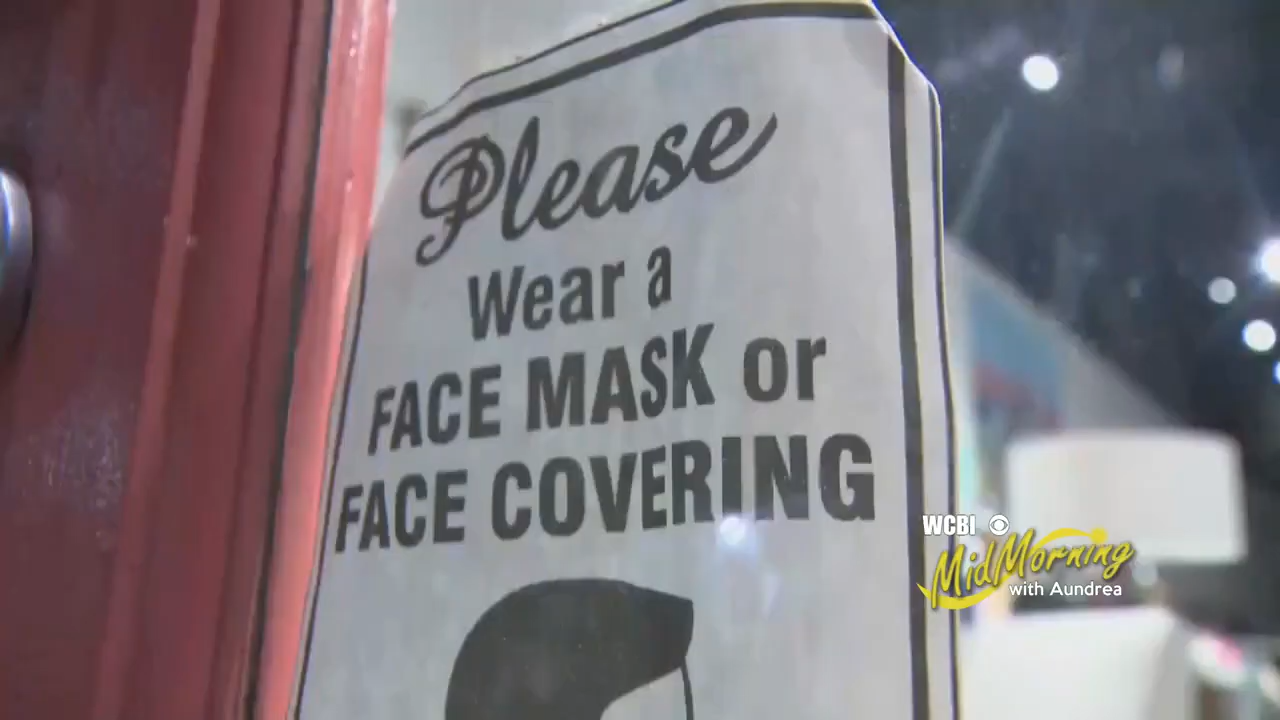 Please
Wear a
FACE MASK or
FACE COVERING
WCBI
MidMorning
with Aundrea